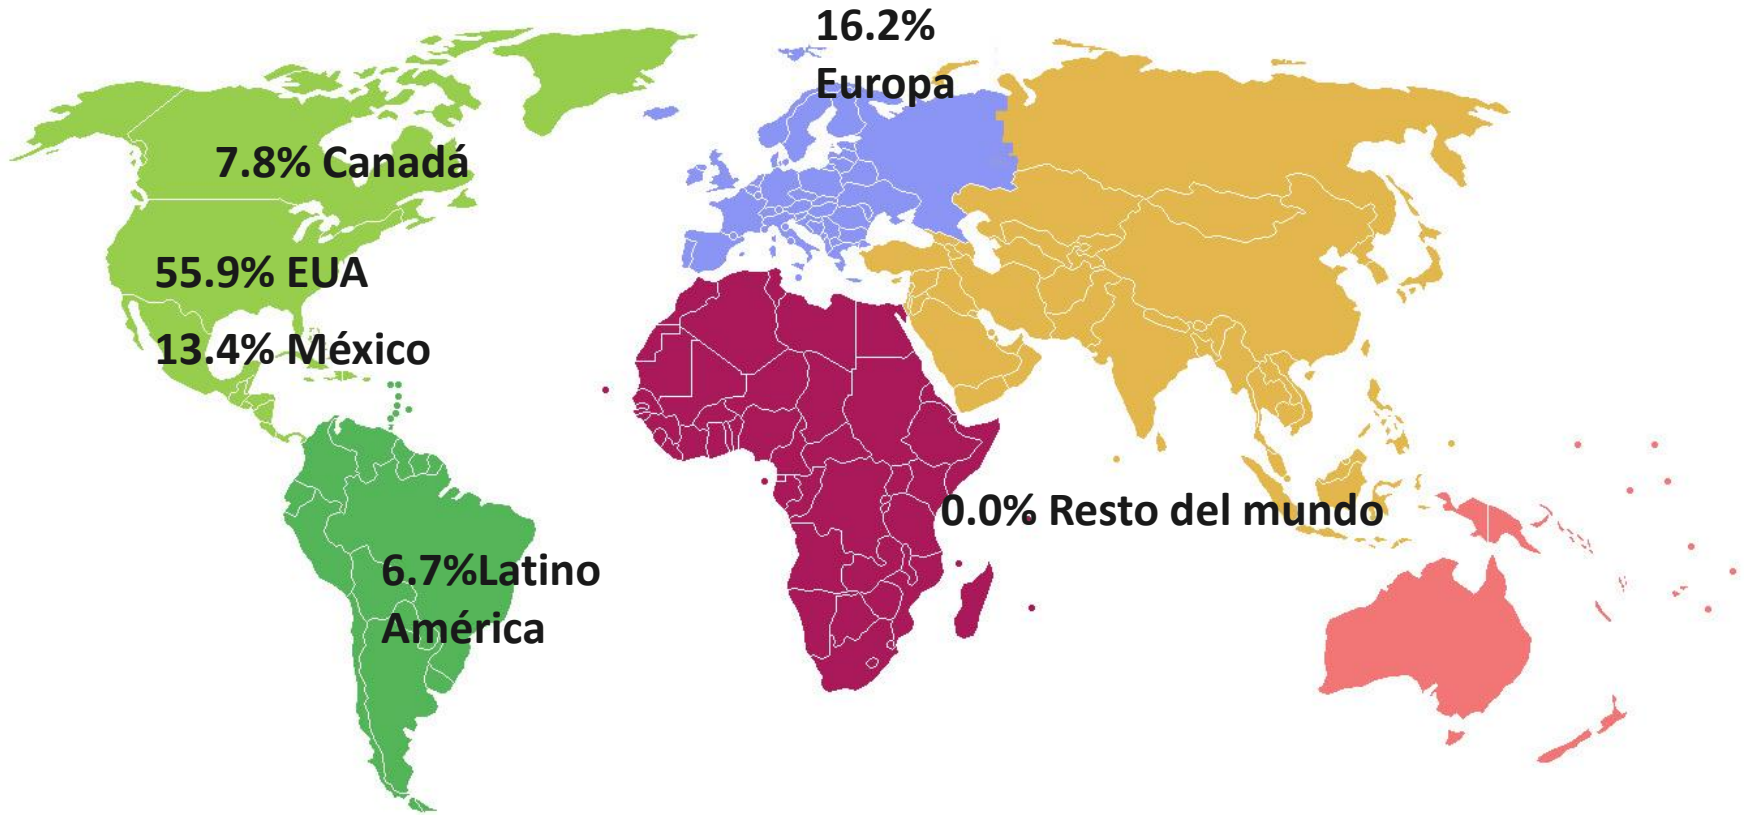 16.2%
Europa
7.8% Canadá
55.9% EUA
13.4% México
0.0% Resto del mundo
6.7%Latino
América